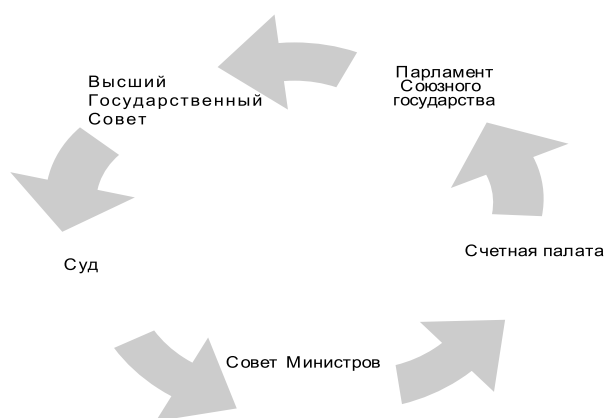 Высший
Государственный
Совет
Парламент
Союзного
государства
Суд
Счетная палата
Совет Министров